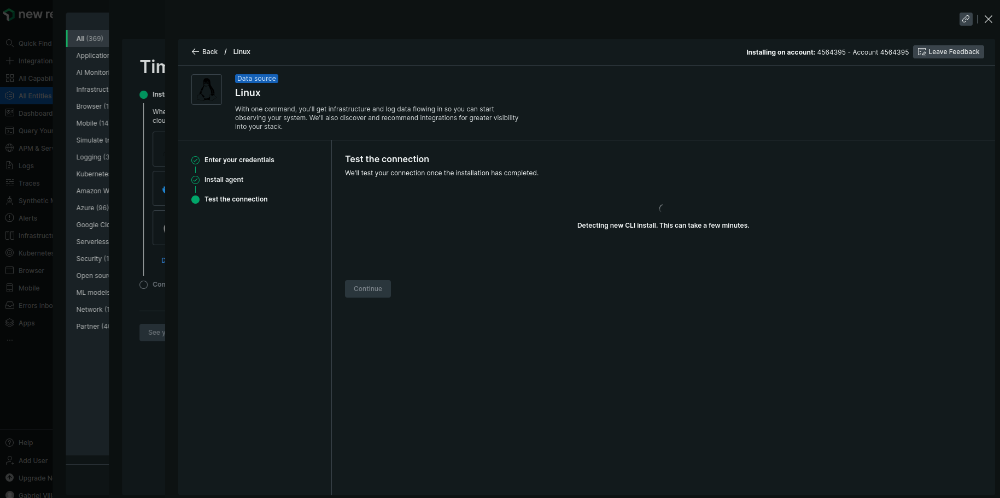 new re
Quick Find
Integration
All Capabili
All Entities
Dashboard
Query Your
APM & Serv
Logs
Traces
Synthetic M
Alerts
Infrastructu
Kubernetes
Browser
Mobile
Errors Inbo
Apps
...
Help
Add User
Upgrade N
Gabriel Vill
All (369)
Application
AI Monitori
Infrastruct
Browser (1
Mobile (14
Simulate tr
Logging (3
Kubernetes
Amazon W
Azure (96)
Google Clo
Serverless
Security (1
Open sour
ML models
Network (1
Partner (40
Tim
Inst
Whe
clou
D
Con
See y
Back / Linux
Installing on account: 4564395 - Account 4564395
Leave Feedback
Data source
Linux
With one command, you'll get infrastructure and log data flowing in so you can start
observing your system. We'll also discover and recommend integrations for greater visibility
into your stack.
Enter your credentials
Install agent
Test the connection
Test the connection
We'll test your connection once the installation has completed.
Detecting new CLI install. This can take a few minutes.
Continue